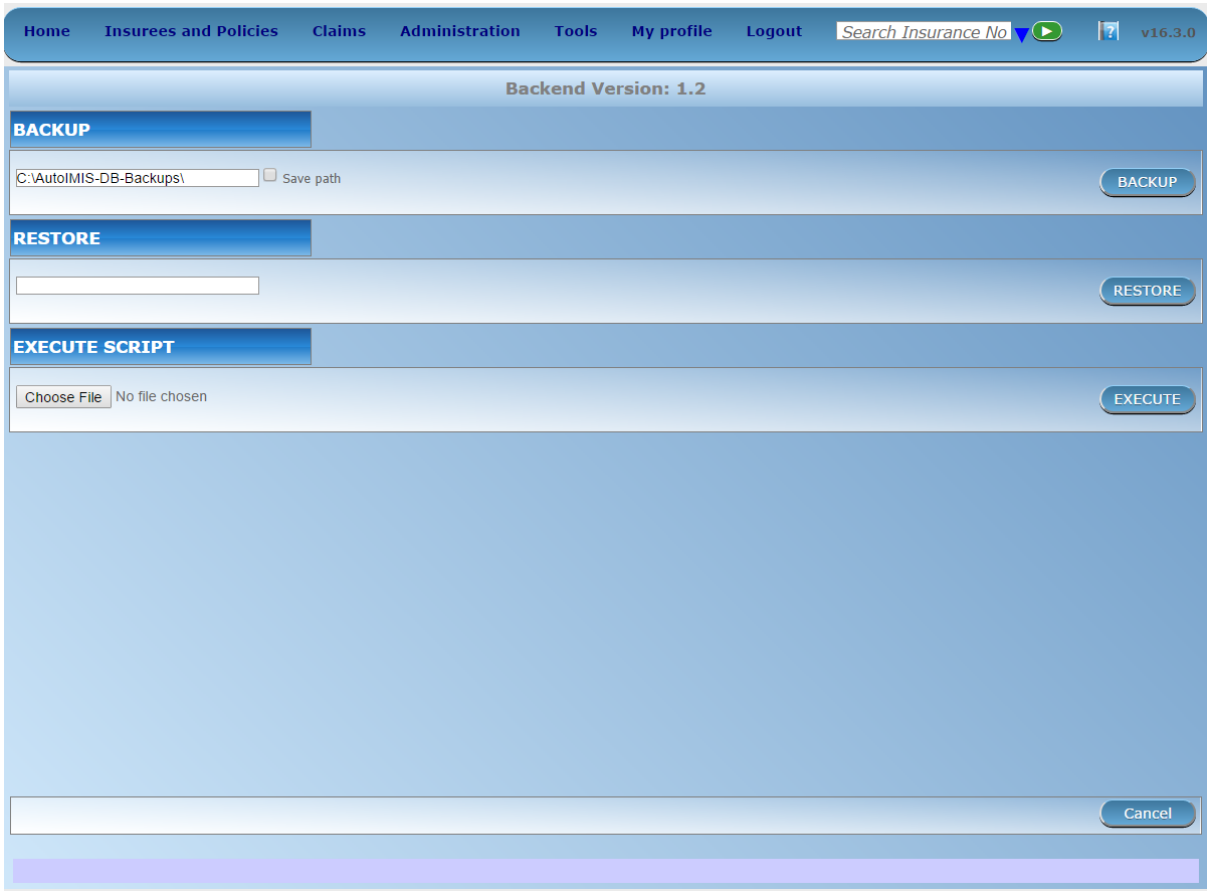 Home Insurees and Policies Claims Administration Tools My profile Logout Search Insurance No ? v16.3.0
Backend Version: 1.2
BACKUP
C:\AutoIMIS-DB-Backups\ Save path BACKUP
RESTORE
RESTORE
EXECUTE SCRIPT
Choose File No file chosen EXECUTE
Cancel